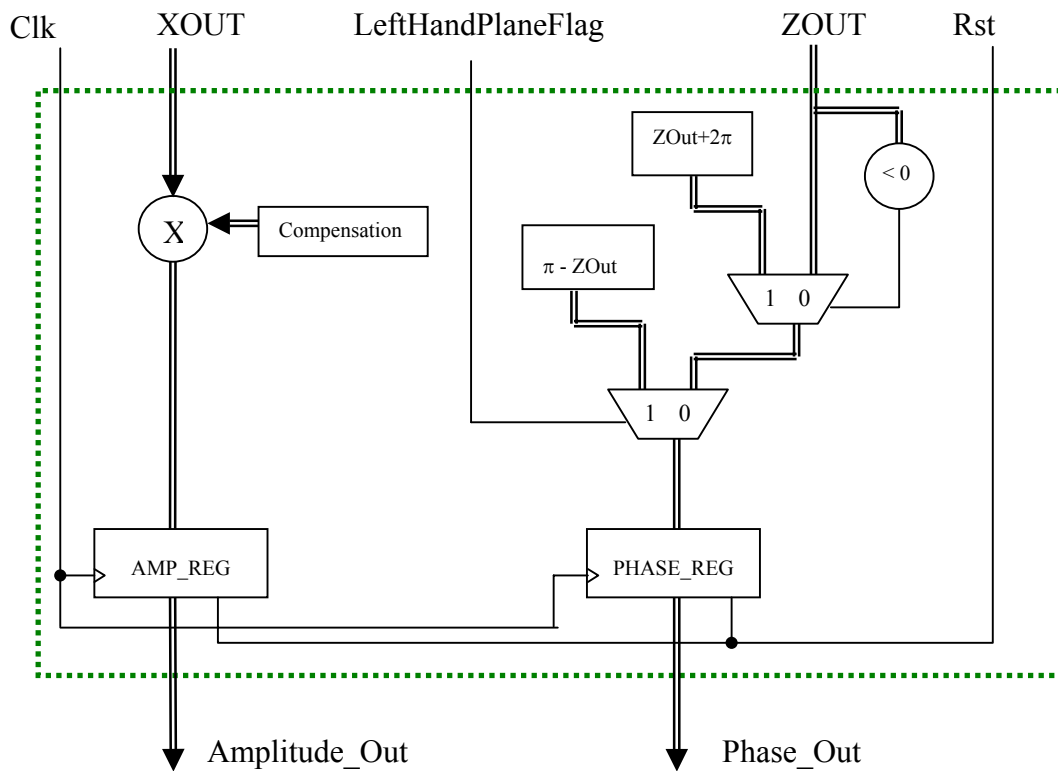 Clk XOUT LeftHandPlaneFlag ZOUT Rst
ZOut+2π
< 0
X
Compensation
π - ZOut
1 0
1 0
AMP_REG
PHASE_REG
Amplitude_Out
Phase_Out